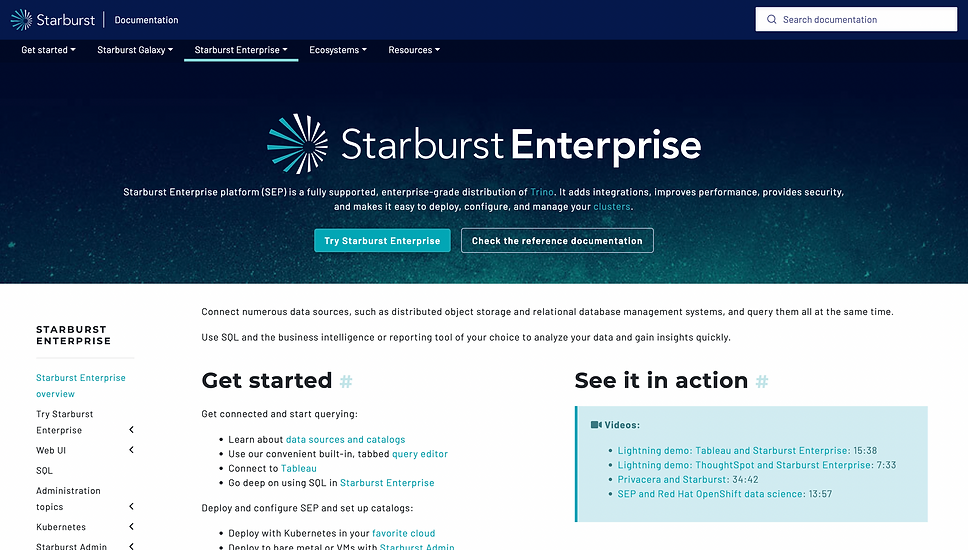 Starburst Documentation
Search documentation
Get started Starburst Galaxy Starburst Enterprise Ecosystems Resources
Starburst Enterprise
Starburst Enterprise platform (SEP) is a fully supported, enterprise-grade distribution of Trino. It adds integrations, improves performance, provides security,
and makes it easy to deploy, configure, and manage your clusters.
Try Starburst Enterprise Check the reference documentation
STARBURST
ENTERPRISE
Starburst Enterprise
overview
Try Starburst
Enterprise
Web UI
SQL
Administration
topics
Kubernetes
Starburst Admin
Connect numerous data sources, such as distributed object storage and relational database management systems, and query them all at the same time.
Use SQL and the business intelligence or reporting tool of your choice to analyze your data and gain insights quickly.
Get started #
Get connected and start querying:
• Learn about data sources and catalogs
• Use our convenient built-in, tabbed query editor
• Connect to Tableau
• Go deep on using SQL in Starburst Enterprise
Deploy and configure SEP and set up catalogs:
• Deploy with Kubernetes in your favorite cloud
• Deploy to bare metal or VMs with Starburst Admin
See it in action #
Videos:
• Lightning demo: Tableau and Starburst Enterprise: 15:38
• Lightning demo: ThoughtSpot and Starburst Enterprise: 7:33
• Privacera and Starburst: 34:42
• SEP and Red Hat OpenShift data science: 13:57